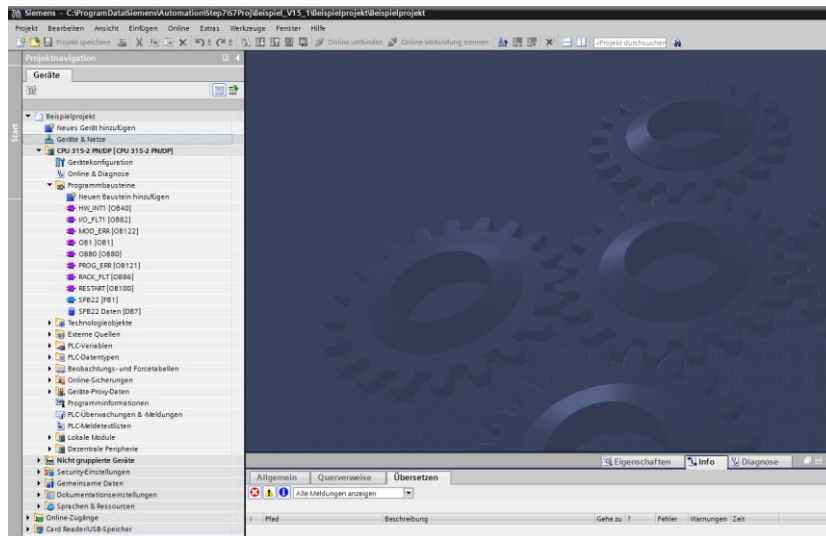 Siemens - C:\ProgramData\Siemens\Automation\Step7\S7Proj\Beispiel_V15_1\Beispielprojekt\Beispielprojekt
Projekt Bearbeiten Ansicht Einfügen Online Extras Werkzeuge Fenster Hilfe
Projekt speichern Online verbinden Online-Verbindung trennen <Projekt durchsuchen
Projektnavigation
Geräte
Start
Beispielprojekt
Neues Gerät hinzufügen
Geräte & Netze
CPU 315-2 PN/DP [CPU 315-2 PN/DP]
Gerätekonfiguration
Online & Diagnose
Programmbausteine
Neuen Baustein hinzufügen
HW_INT1 [OB40]
I/O_FLT1 [OB82]
MOD_ERR [OB122]
OB1 [OB1]
OB80 [OB80]
PROG_ERR [OB121]
RACK_FLT [OB86]
RESTART [OB100]
SFB22 [FB1]
SFB22 Daten [DB7]
Technologieobjekte
Externe Quellen
PLC-Variablen
PLC-Datentypen
Beobachtungs- und Forcetabellen
Online-Sicherungen
Geräte-Proxy-Daten
Programminformationen
PLC-Überwachungen & -Meldungen
PLC-Meldetextlisten
Lokale Module
Dezentrale Peripherie
Nicht gruppierte Geräte
Security-Einstellungen
Gemeinsame Daten
Dokumentationseinstellungen
Sprachen & Ressourcen
Online-Zugänge
Card Reader/USB-Speicher
Eigenschaften Info Diagnose
Allgemein Querverweise Übersetzen
Alle Meldungen anzeigen
! Pfad Beschreibung Gehe zu ? Fehler Warnungen Zeit